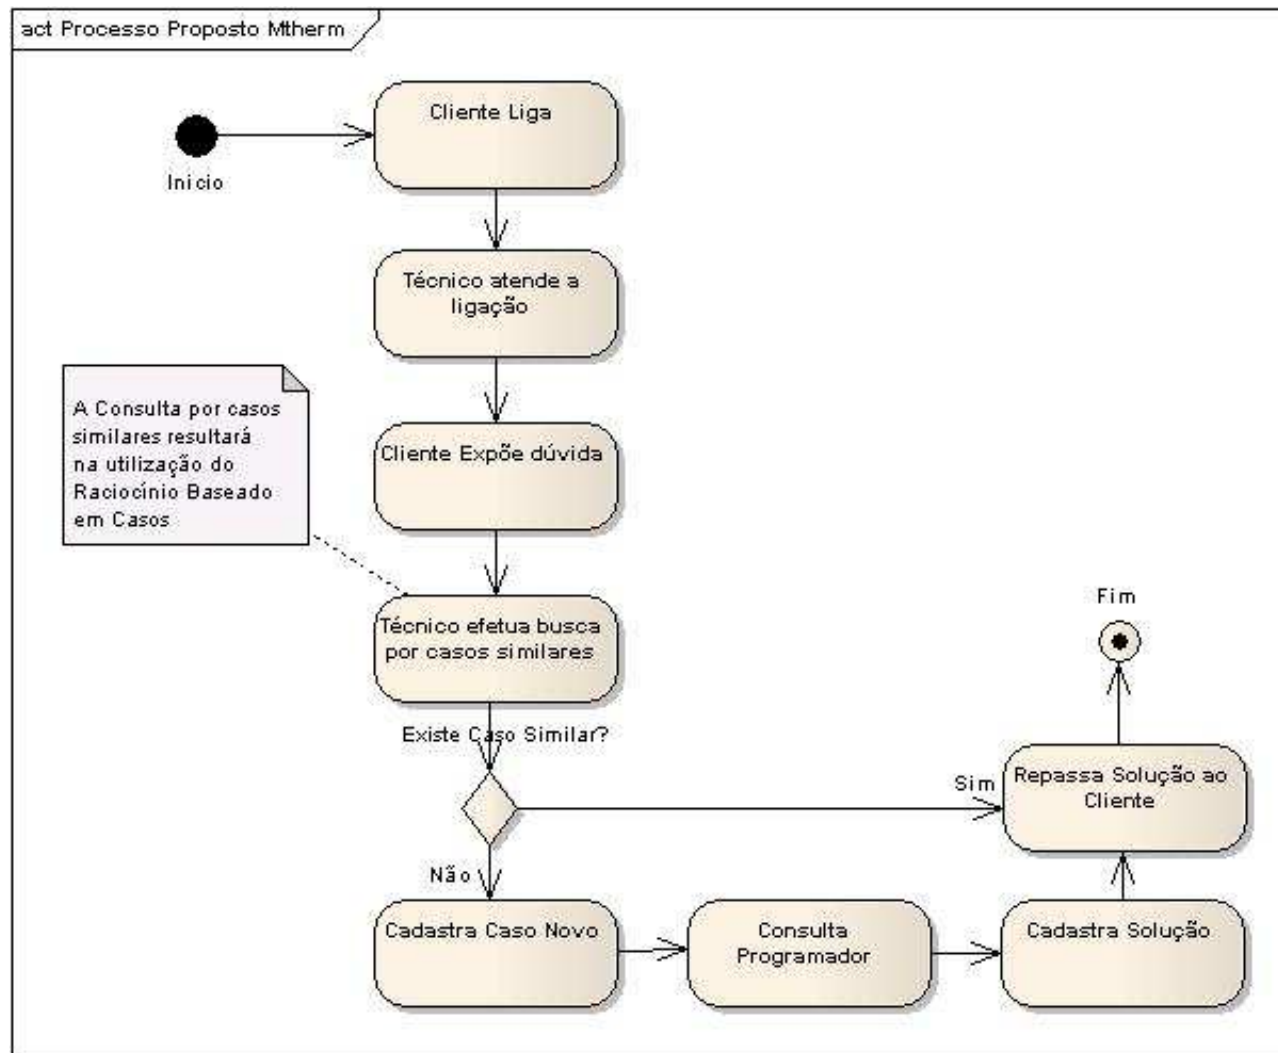 act Processo Proposto Mtherm
Cliente Liga
Inicio
Técnico atende a
ligação
A Consulta por casos
similares resultará
na utilização do
Raciocínio Baseado
em Casos
Cliente Expõe dúvida
Técnico efetua busca
por casos similares
Existe Caso Similar?
Fim
Sim
Repassa Solução ao
Cliente
Não
Cadastra Caso Novo
Consulta
Programador
Cadastra Solução